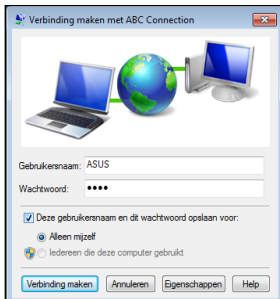 Verbinding maken met ABC Connection
Gebruikersnaam: ASUS
Wachtwoord: ••••
Deze gebruikersnaam en dit wachtwoord opslaan voor:
Alleen mijzelf
Iedereen die deze computer gebruikt
Verbinding maken Annuleren Eigenschappen Help